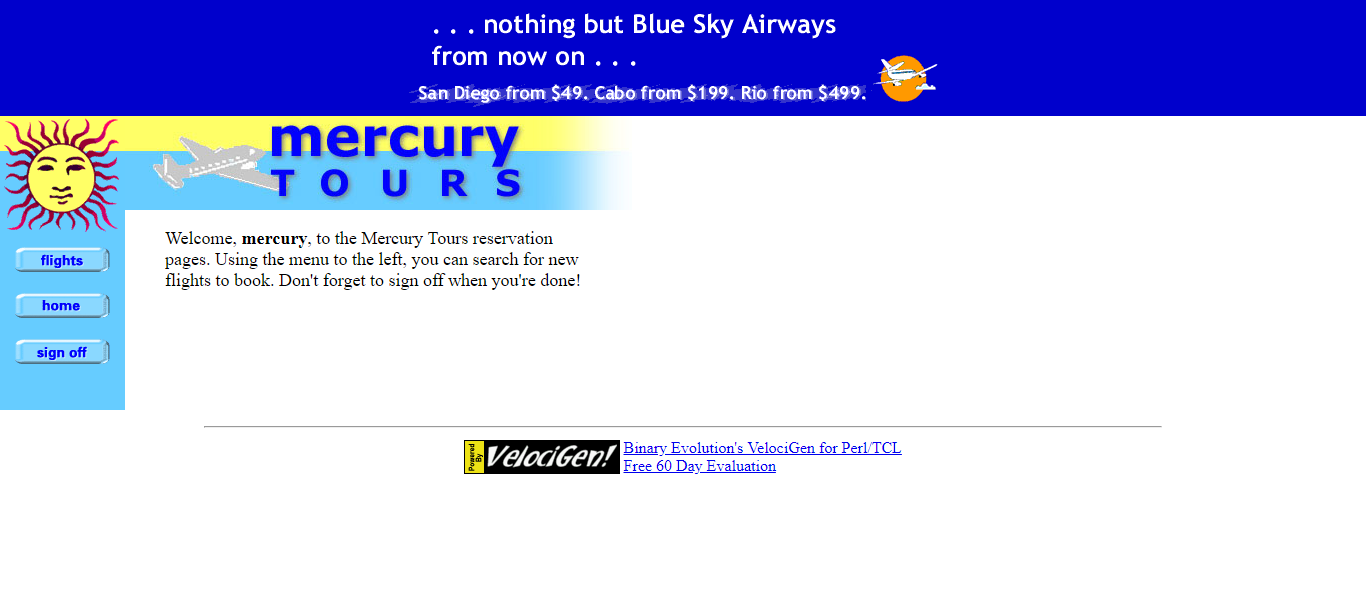 . . . nothing but Blue Sky Airways
from now on . . .
San Diego from $49. Cabo from $199. Rio from $499.
mercury
TOURS
Welcome, mercury, to the Mercury Tours reservation
pages. Using the menu to the left, you can search for new
flights to book. Don't forget to sign off when you're done!
flights
home
sign off
Powered
By
VelociGen!
Binary Evolution's VelociGen for Perl/TCL
Free 60 Day Evaluation